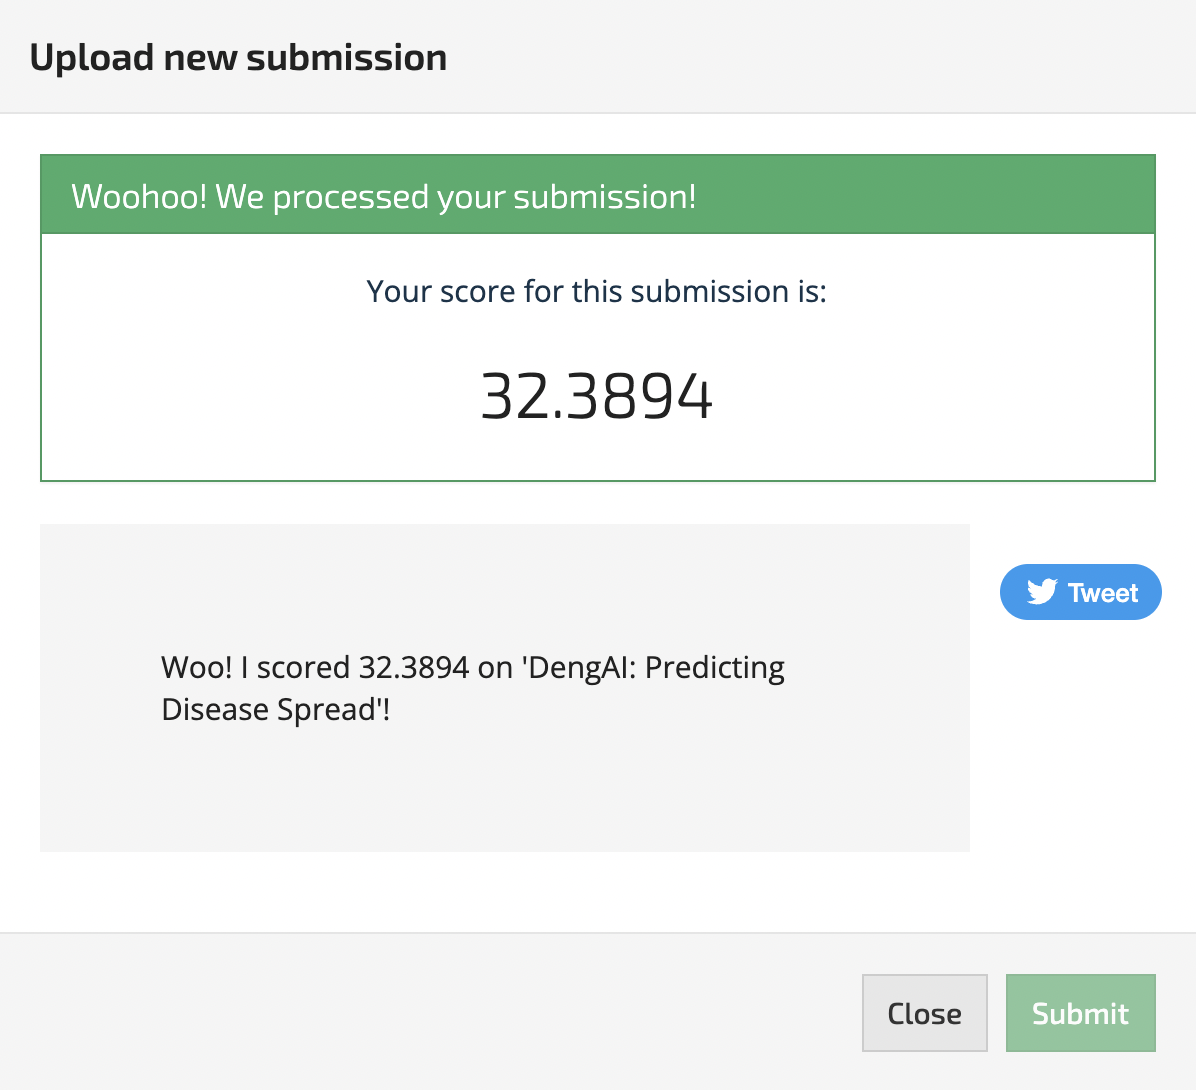 Upload new submission
Woohoo! We processed your submission!
Your score for this submission is:
32.3894
Tweet
Woo! I scored 32.3894 on 'DengAI: Predicting
Disease Spread'!
Close
Submit